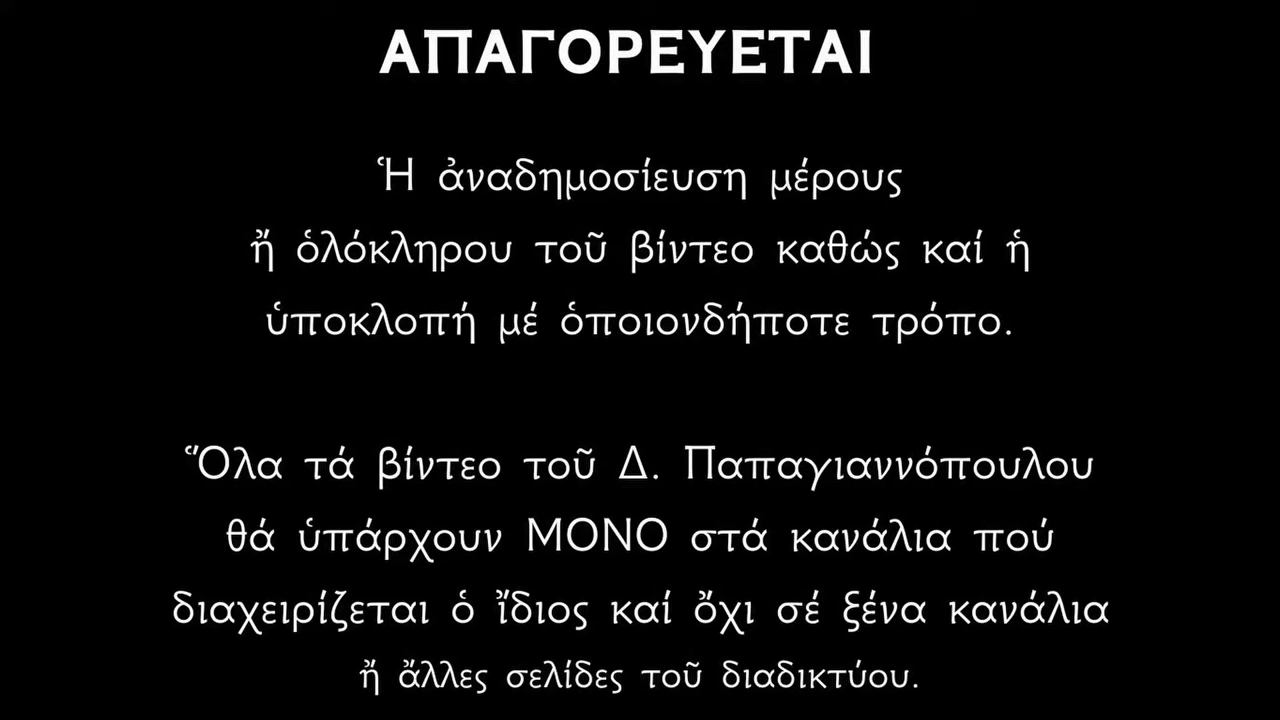 ΑΠΑΓΟΡΕΥΕΤΑΙ
Ἡ ἀναδημοσίευση μέρους
ἤ ὁλόκληρου τοῦ βίντεο καθώς καί ἡ
ὑποκλοπή μέ ὁποιονδήποτε τρόπο.
Ὅλα τά βίντεο τοῦ Δ. Παπαγιαννόπουλου
θά ὑπάρχουν ΜΟΝΟ στά κανάλια πού
διαχειρίζεται ὁ ἴδιος καί ὄχι σέ ξένα κανάλια
ἤ ἄλλες σελίδες τοῦ διαδικτύου.